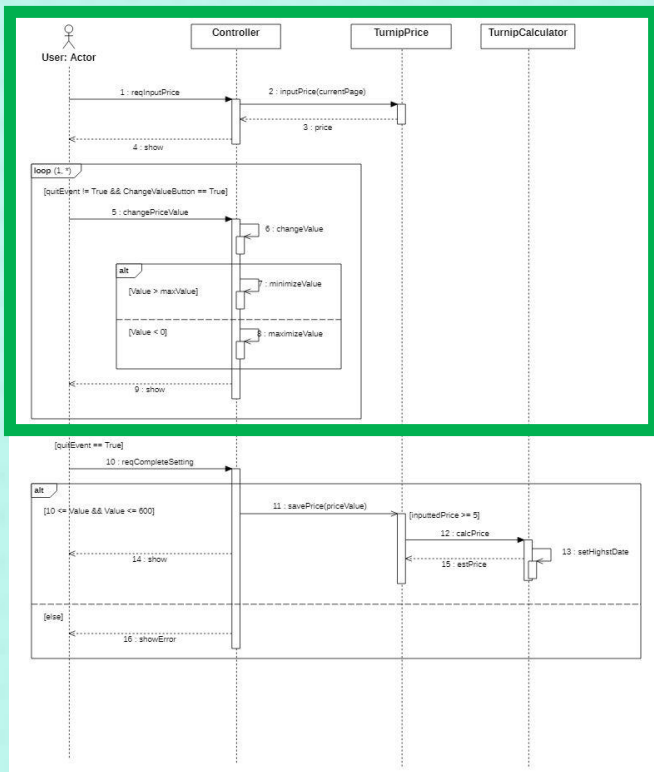 Controller
TurnipPrice
TurnipCalculator
User: Actor
1 : reqInputPrice
2 : inputPrice(currentPage)
3 : price
4 : show
loop (1, *)
[quitEvent != True && ChangeValueButton == True]
5 : changePriceValue
6 : changeValue
alt
[Value > maxValue]
7 : minimizeValue
[Value < 0]
8 : maximizeValue
9 : show
[quitEvent == True]
10 : reqCompleteSetting
alt
[10 <= Value && Value <= 600]
11 : savePrice(priceValue)
[inputtedPrice >= 5]
12 : calcPrice
13 : setHighstDate
14 : show
15 : estPrice
[else]
16 : showError